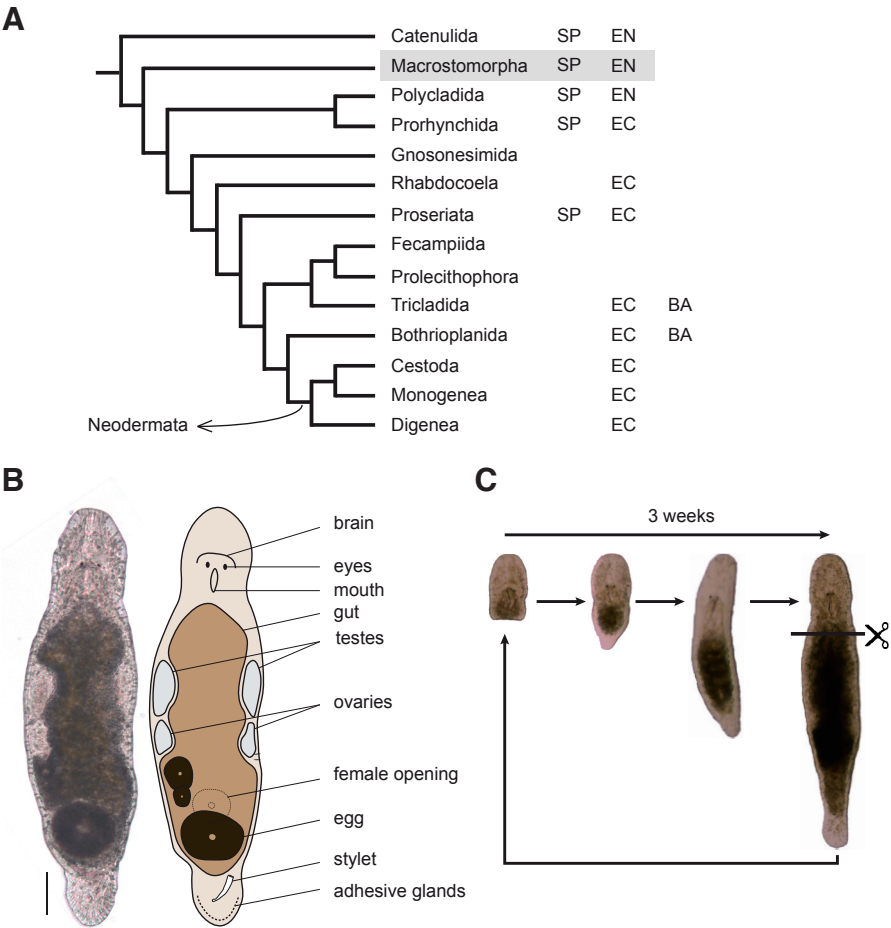 A
Catenulida SP EN
Macrostomorpha SP EN
Polycladida SP EN
Prorhynchida SP EC
Gnosonesimida
Rhabdocoela EC
Proseriata SP EC
Fecampiida
Prolecithophora
Tricladida EC BA
Bothrioplanida EC BA
Cestoda EC
Monogenea EC
Neodermata
Digenea EC
B
brain
eyes
mouth
gut
testes
ovaries
female opening
egg
stylet
adhesive glands
C
3 weeks